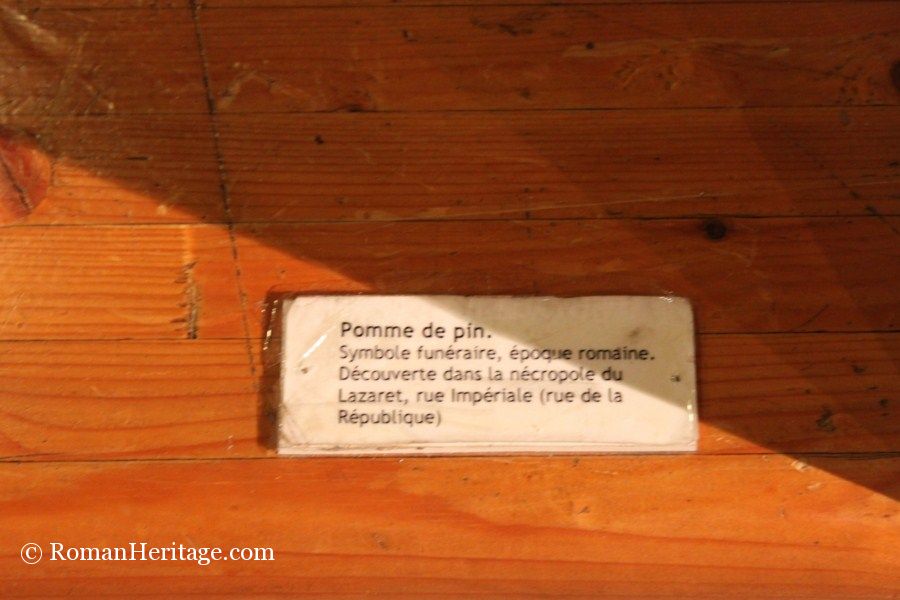 Pomme de pin.
Symbole funéraire, époque romaine.
Découverte dans la nécropole du
Lazaret, rue Impériale (rue de la
République)
© RomanHeritage.com